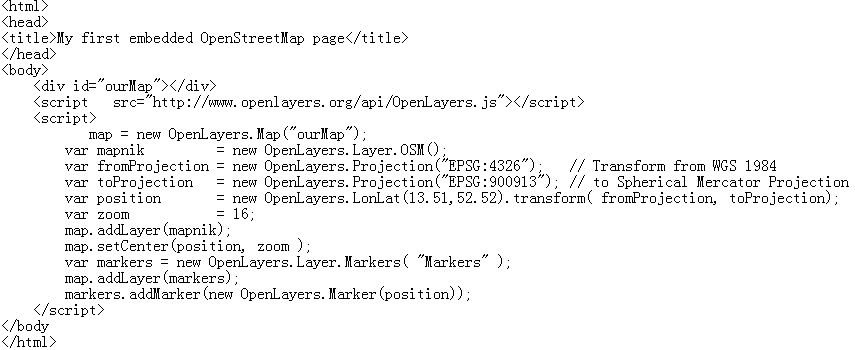 <html>
<head>
<title>My first embedded OpenStreetMap page</title>
</head>
<body>
    <div id="ourMap"></div>
    <script   src="http://www.openlayers.org/api/OpenLayers.js"></script>
    <script>
           map = new OpenLayers.Map("ourMap");
        var mapnik         = new OpenLayers.Layer.OSM();
        var fromProjection = new OpenLayers.Projection("EPSG:4326");   // Transform from WGS 1984
        var toProjection   = new OpenLayers.Projection("EPSG:900913"); // to Spherical Mercator Projection
        var position       = new OpenLayers.LonLat(13.51,52.52).transform( fromProjection, toProjection);
        var zoom           = 16;
        map.addLayer(mapnik);
        map.setCenter(position, zoom );
        var markers = new OpenLayers.Layer.Markers( "Markers" );
        map.addLayer(markers);
        markers.addMarker(new OpenLayers.Marker(position));
    </script>
</body
</html>